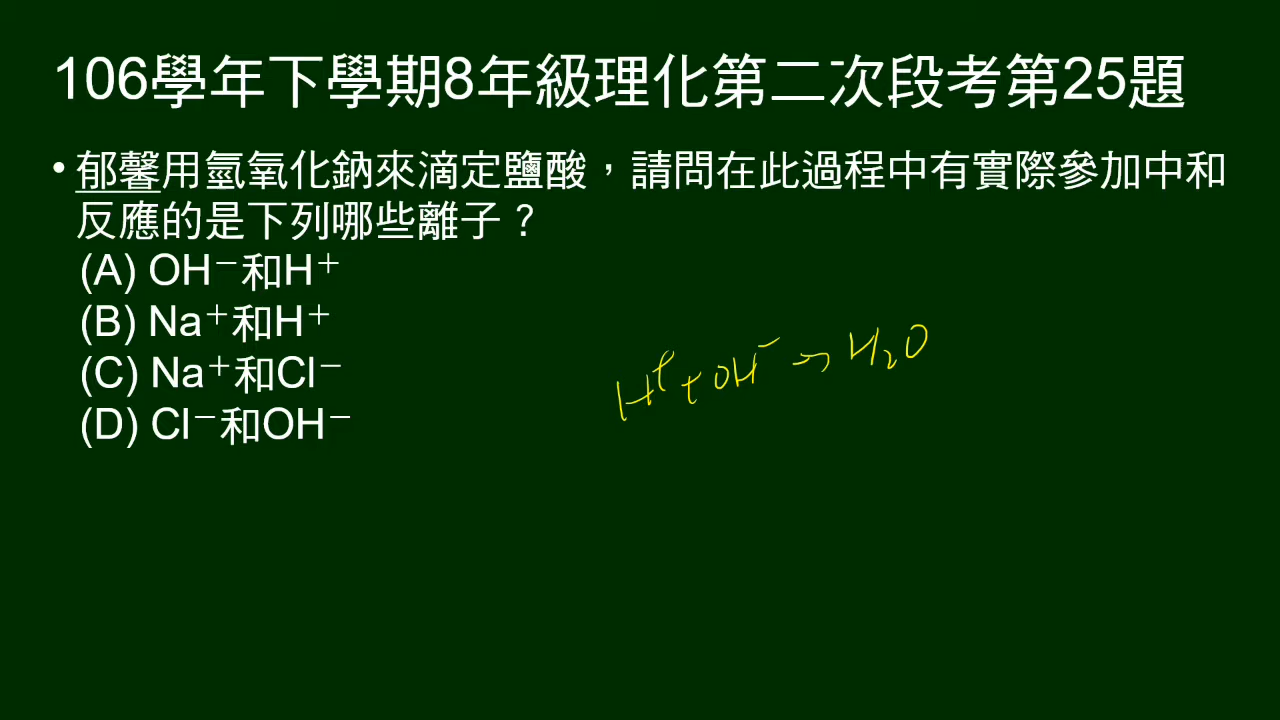 106學年下學期8年級理化第二次段考第25題
•郁馨用氫氧化鈉來滴定鹽酸，請問在此過程中有實際參加中和
反應的是下列哪些離子？
(A) OH⁻和H⁺
(B) Na⁺和H⁺
(C) Na⁺和Cl⁻
(D) Cl⁻和OH⁻
H⁺+OH⁻→H₂O